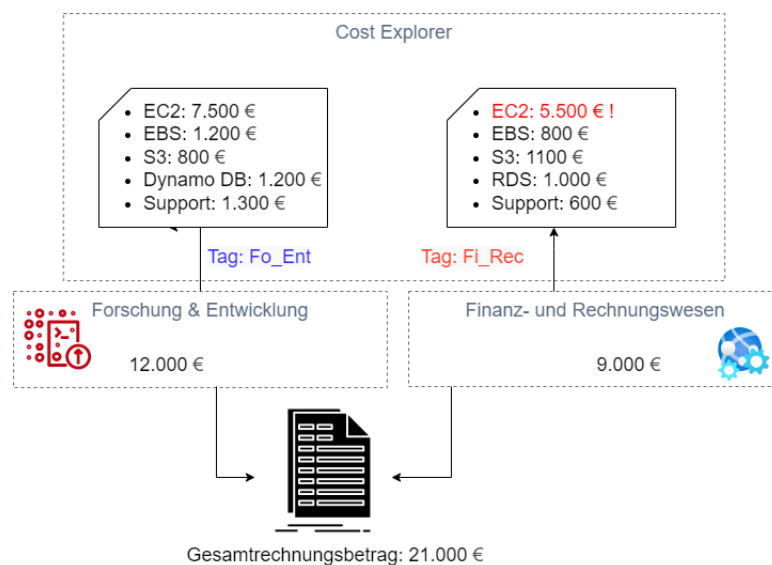 Cost Explorer
• EC2: 7.500 €
• EBS: 1.200 €
• S3: 800 €
• Dynamo DB: 1.200 €
• Support: 1.300 €
• EC2: 5.500 € !
• EBS: 800 €
• S3: 1100 €
• RDS: 1.000 €
• Support: 600 €
Tag: Fo_Ent
Tag: Fi_Rec
Forschung & Entwicklung
12.000 €
Finanz- und Rechnungswesen
9.000 €
Gesamtrechnungsbetrag: 21.000 €